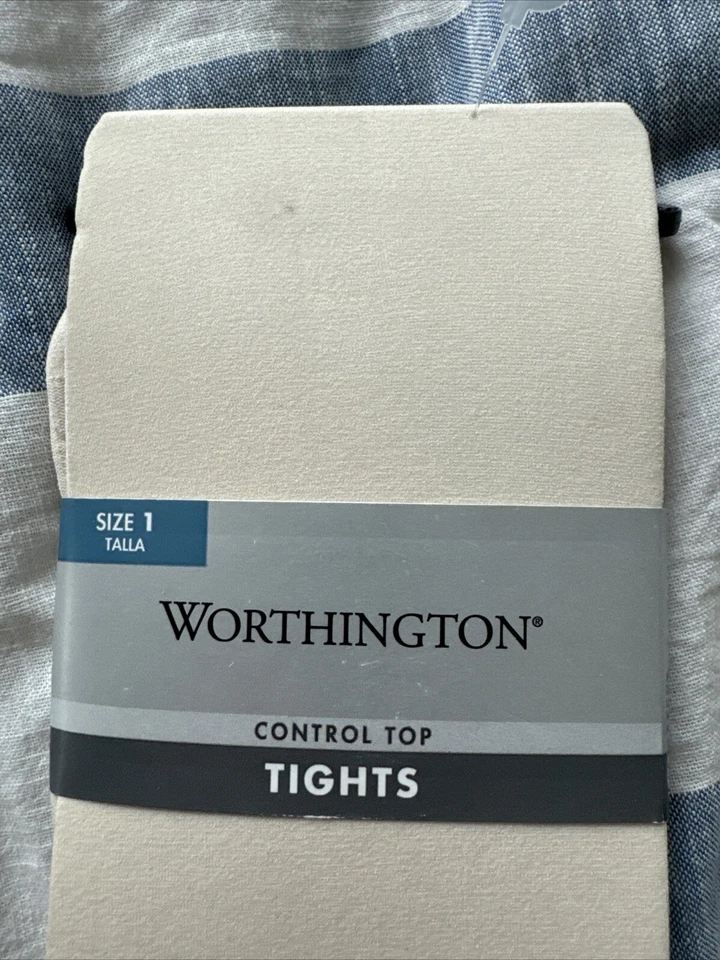 SIZE 1
TALLA
WORTHINGTON®
CONTROL TOP
TIGHTS